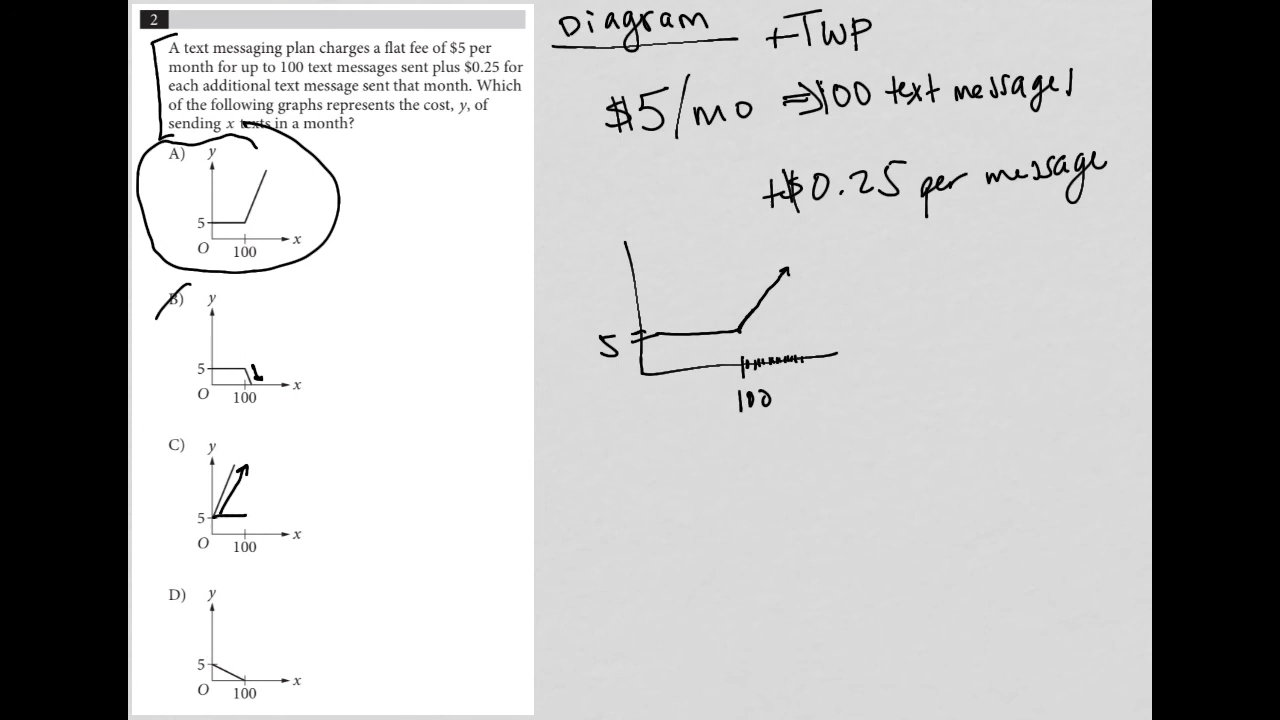 2
A text messaging plan charges a flat fee of $5 per
month for up to 100 text messages sent plus $0.25 for
each additional text message sent that month. Which
of the following graphs represents the cost, y, of
sending x texts in a month?
A)
y
5
O
100
x
B)
y
5
O
100
x
C)
y
5
O
100
x
D)
y
5
O
100
x
Diagram + TWP
$5/mo ⇒ 100 text messages
+$0.25 per message
5
100